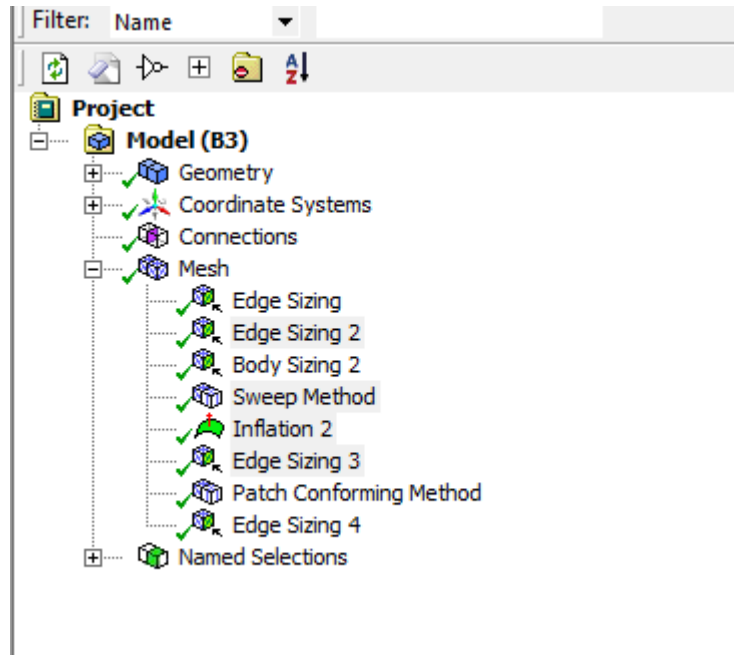 Filter: Name
Project
Model (B3)
Geometry
Coordinate Systems
Connections
Mesh
Edge Sizing
Edge Sizing 2
Body Sizing 2
Sweep Method
Inflation 2
Edge Sizing 3
Patch Conforming Method
Edge Sizing 4
Named Selections